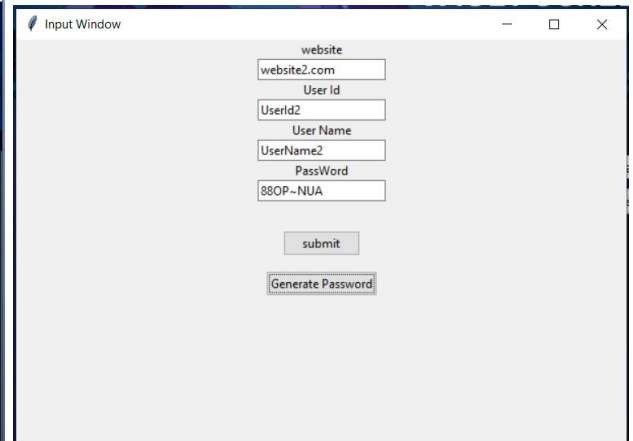 Input Window
website
website2.com
User Id
UserId2
User Name
UserName2
PassWord
88OP~NUA
submit
Generate Password